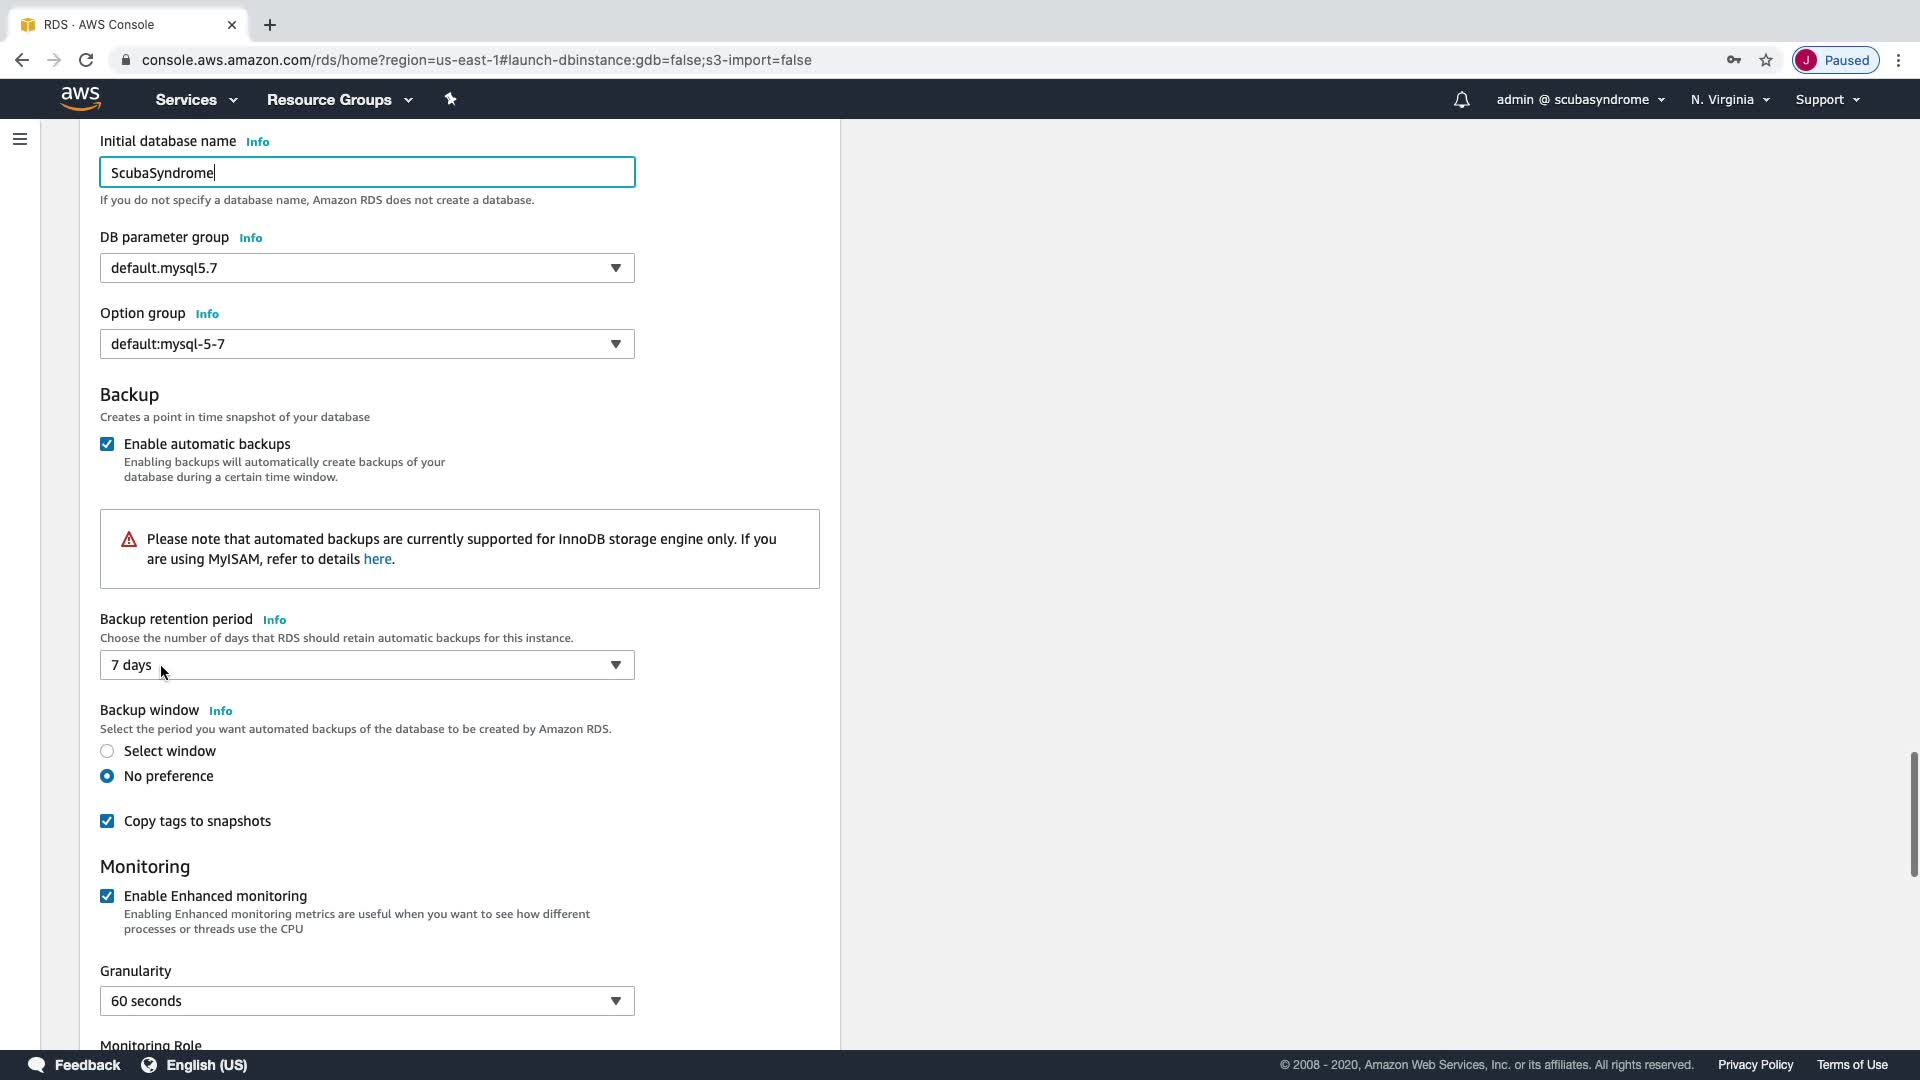 RDS · AWS Console
console.aws.amazon.com/rds/home?region=us-east-1#launch-dbinstance:gdb=false;s3-import=false
J Paused
aws Services Resource Groups admin @ scubasyndrome N. Virginia Support
Initial database name Info
ScubaSyndrome
If you do not specify a database name, Amazon RDS does not create a database.
DB parameter group Info
default.mysql5.7
Option group Info
default:mysql-5-7
Backup
Creates a point in time snapshot of your database
Enable automatic backups
Enabling backups will automatically create backups of your
database during a certain time window.
Please note that automated backups are currently supported for InnoDB storage engine only. If you
are using MyISAM, refer to details here.
Backup retention period Info
Choose the number of days that RDS should retain automatic backups for this instance.
7 days
Backup window Info
Select the period you want automated backups of the database to be created by Amazon RDS.
Select window
No preference
Copy tags to snapshots
Monitoring
Enable Enhanced monitoring
Enabling Enhanced monitoring metrics are useful when you want to see how different
processes or threads use the CPU
Granularity
60 seconds
Monitoring Role
Feedback English (US) © 2008 - 2020, Amazon Web Services, Inc. or its affiliates. All rights reserved. Privacy Policy Terms of Use